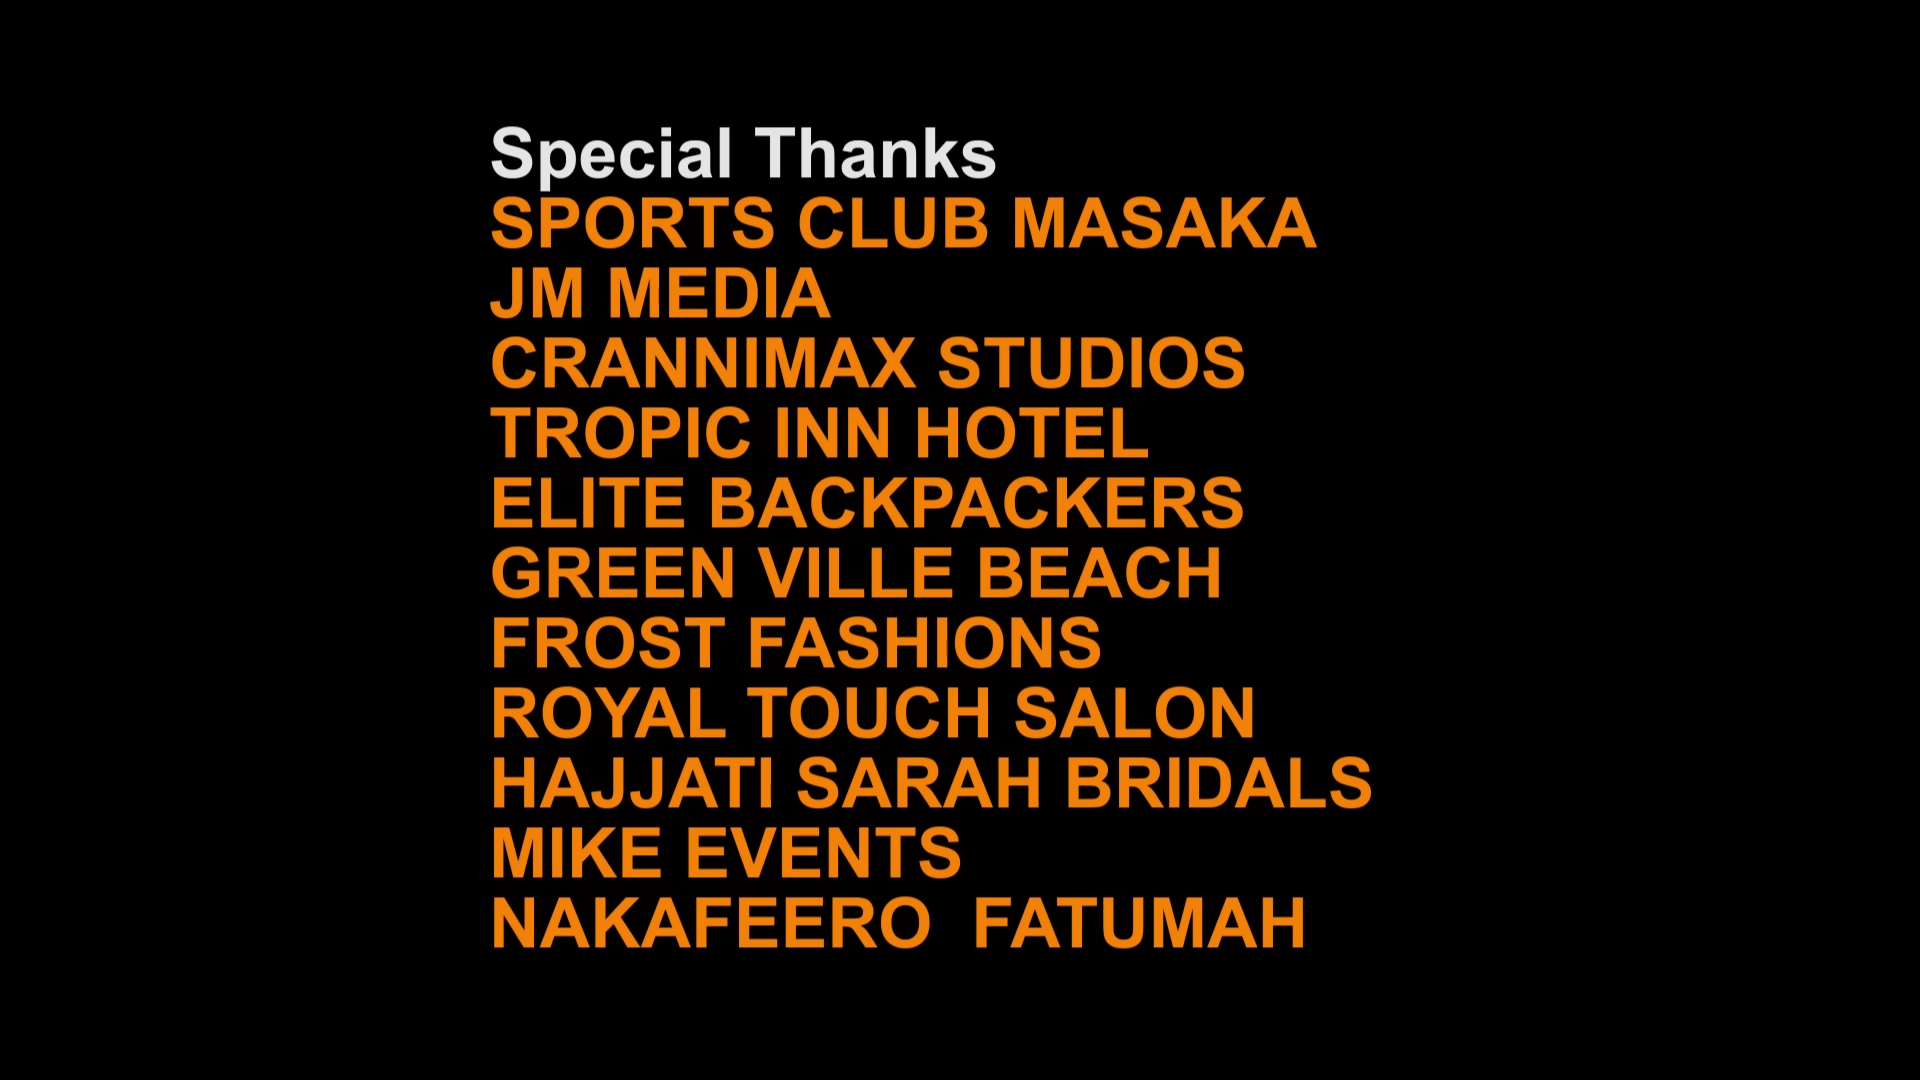 Special Thanks
SPORTS CLUB MASAKA
JM MEDIA
CRANNIMAX STUDIOS
TROPIC INN HOTEL
ELITE BACKPACKERS
GREEN VILLE BEACH
FROST FASHIONS
ROYAL TOUCH SALON
HAJJATI SARAH BRIDALS
MIKE EVENTS
NAKAFEERO  FATUMAH